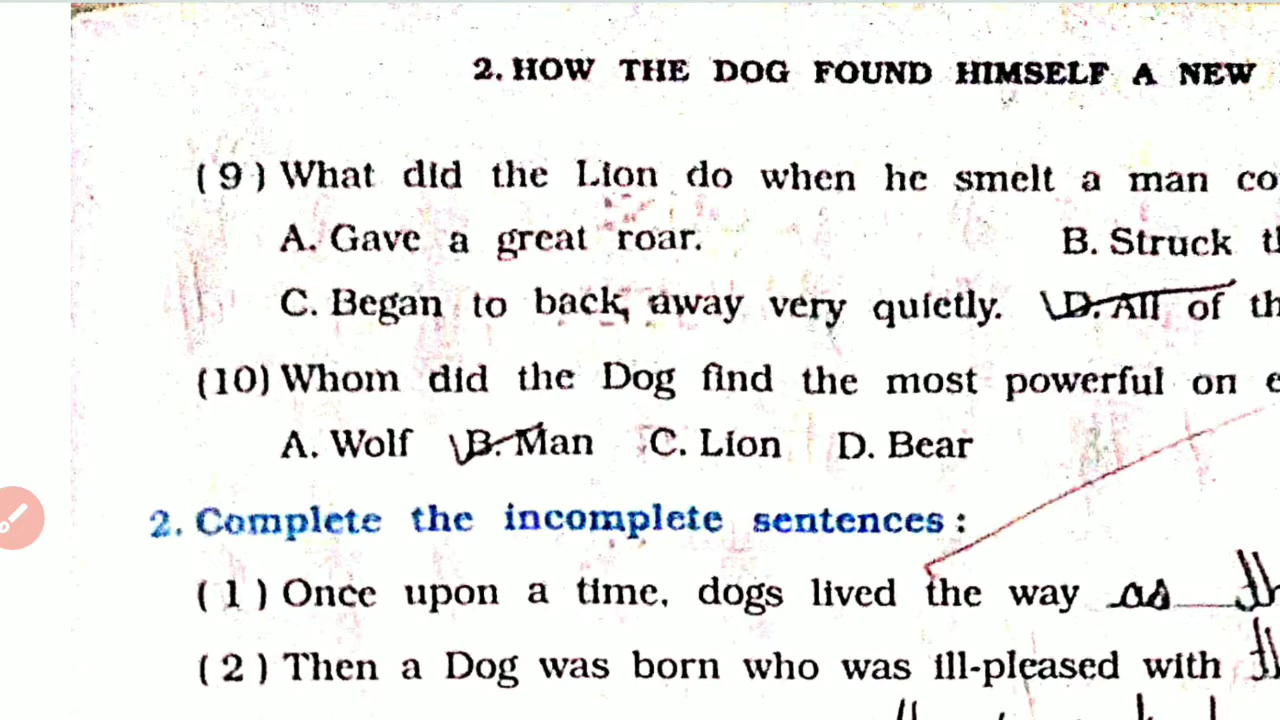 2. HOW THE DOG FOUND HIMSELF A NEW
(9) What did the Lion do when he smelt a man co
A. Gave a great roar. B. Struck th
C. Began to back away very quietly. D. All of th
(10) Whom did the Dog find the most powerful on e
A. Wolf B. Man C. Lion D. Bear
2. Complete the incomplete sentences:
(1) Once upon a time, dogs lived the way as th
(2) Then a Dog was born who was ill-pleased with th